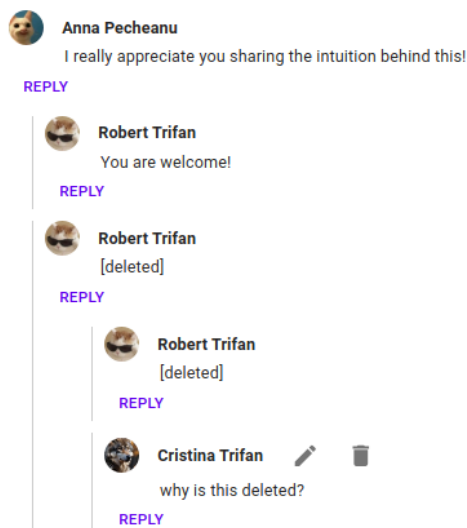 Anna Pecheanu
I really appreciate you sharing the intuition behind this!
REPLY
Robert Trifan
You are welcome!
REPLY
Robert Trifan
[deleted]
REPLY
Robert Trifan
[deleted]
REPLY
Cristina Trifan
why is this deleted?
REPLY